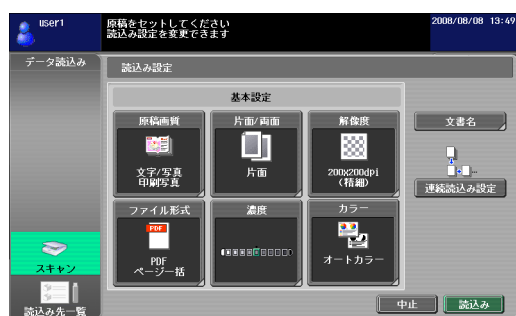 user1
原稿をセットしてください
読込み設定を変更できます
2008/08/08 13:49
データ読込み
読込み設定
基本設定
原稿画質
文字/写真
印刷写真
片面/両面
片面
解像度
200x200dpi
(精細)
文書名
連続読込み設定
ファイル形式
PDF
PDF
ページ一括
濃度
カラー
オートカラー
スキャン
読込み先一覧
中止
読込み